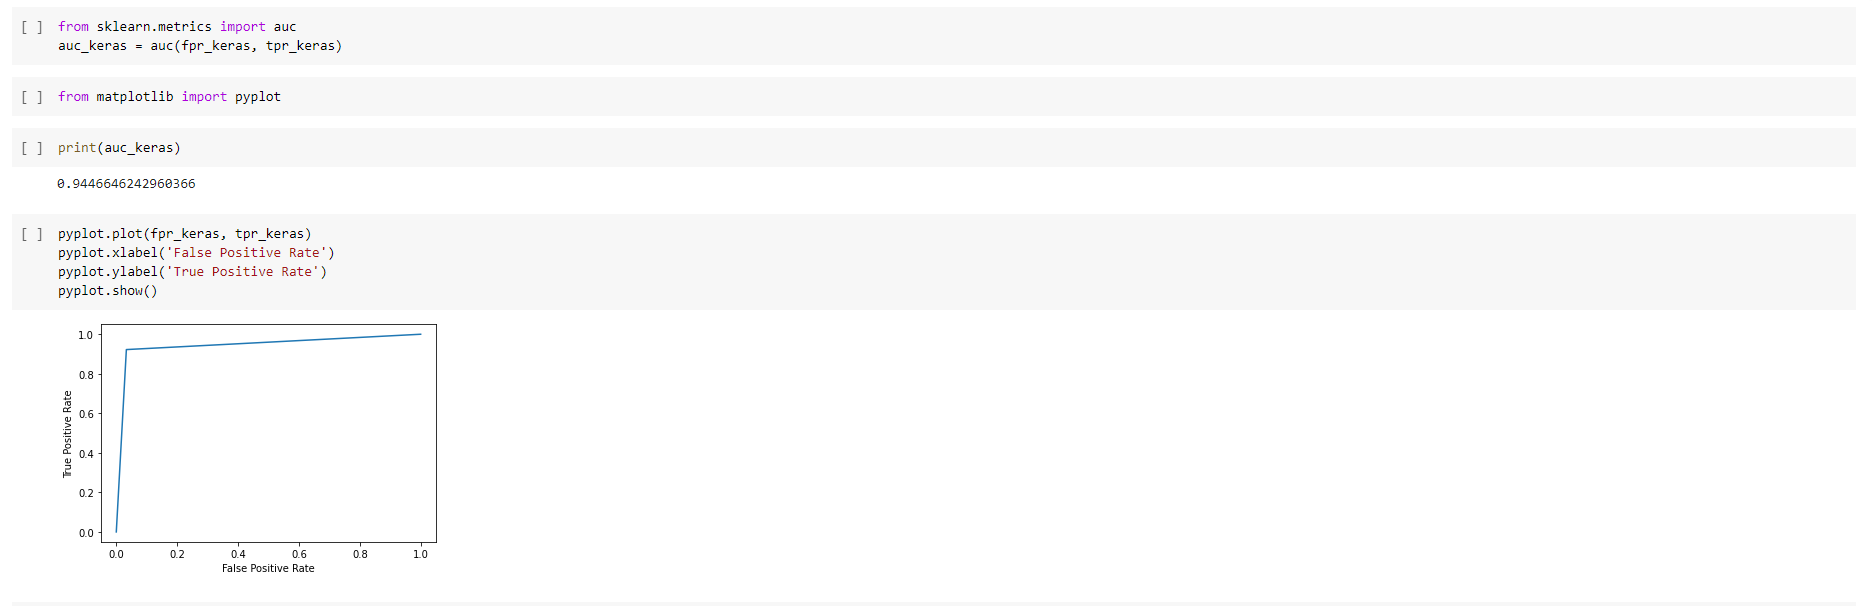 [ ] from sklearn.metrics import auc
auc_keras = auc(fpr_keras, tpr_keras)
[ ] from matplotlib import pyplot
[ ] print(auc_keras)
0.9446646242960366
[ ] pyplot.plot(fpr_keras, tpr_keras)
pyplot.xlabel('False Positive Rate')
pyplot.ylabel('True Positive Rate')
pyplot.show()
1.0
0.8
0.6
0.4
0.2
0.0
True Positive Rate
0.0 0.2 0.4 0.6 0.8 1.0
False Positive Rate